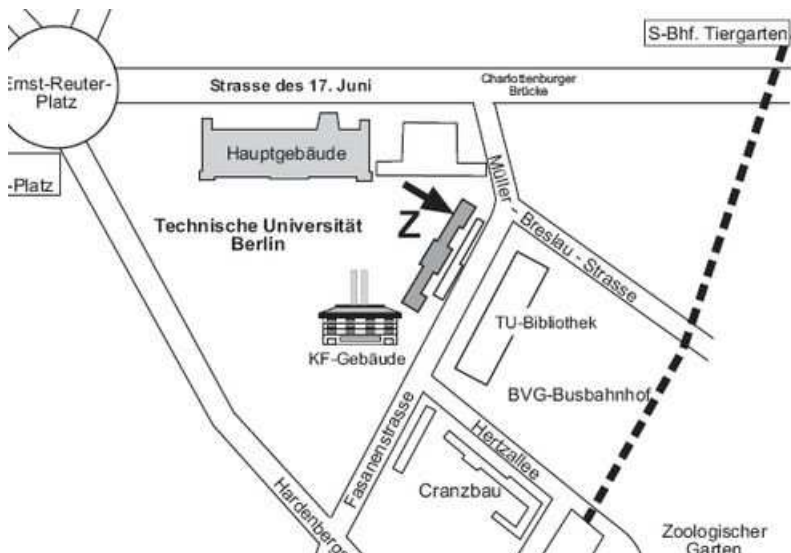 S-Bhf. Tiergarten
Ernst-Reuter-
Platz
Strasse des 17. Juni
Charlottenburger
Brücke
Hauptgebäude
-Platz
Müller - Breslau - Strasse
Technische Universität
Berlin
Z
TU-Bibliothek
KF-Gebäude
BVG-Busbahnhof
Fasanenstrasse
Hertzallee
Cranzbau
Hardenbergs
Zoologischer
Garten